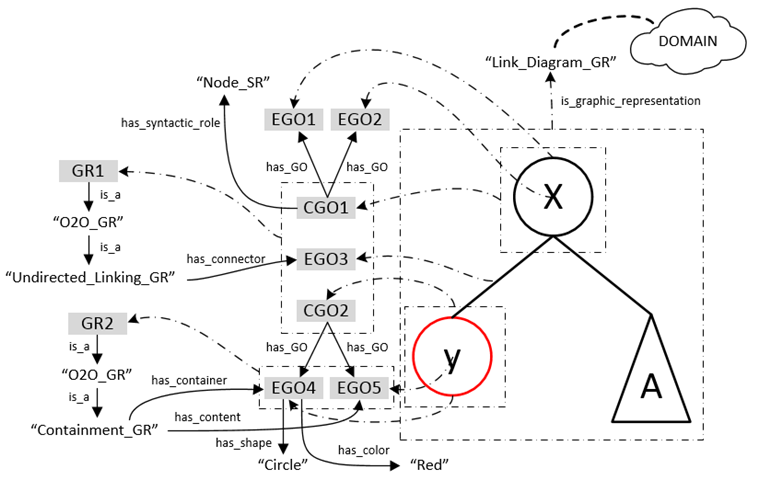 DOMAIN
“Link_Diagram_GR”
“Node_SR”
is_graphic_representation
has_syntactic_role
EGO1
EGO2
has_GO
has_GO
GR1
is_a
“O2O_GR”
is_a
“Undirected_Linking_GR”
CGO1
X
has_connector
EGO3
CGO2
GR2
is_a
“O2O_GR”
is_a
“Containment_GR”
has_GO
has_GO
y
A
has_container
EGO4
EGO5
has_content
has_shape
has_color
“Circle”
“Red”